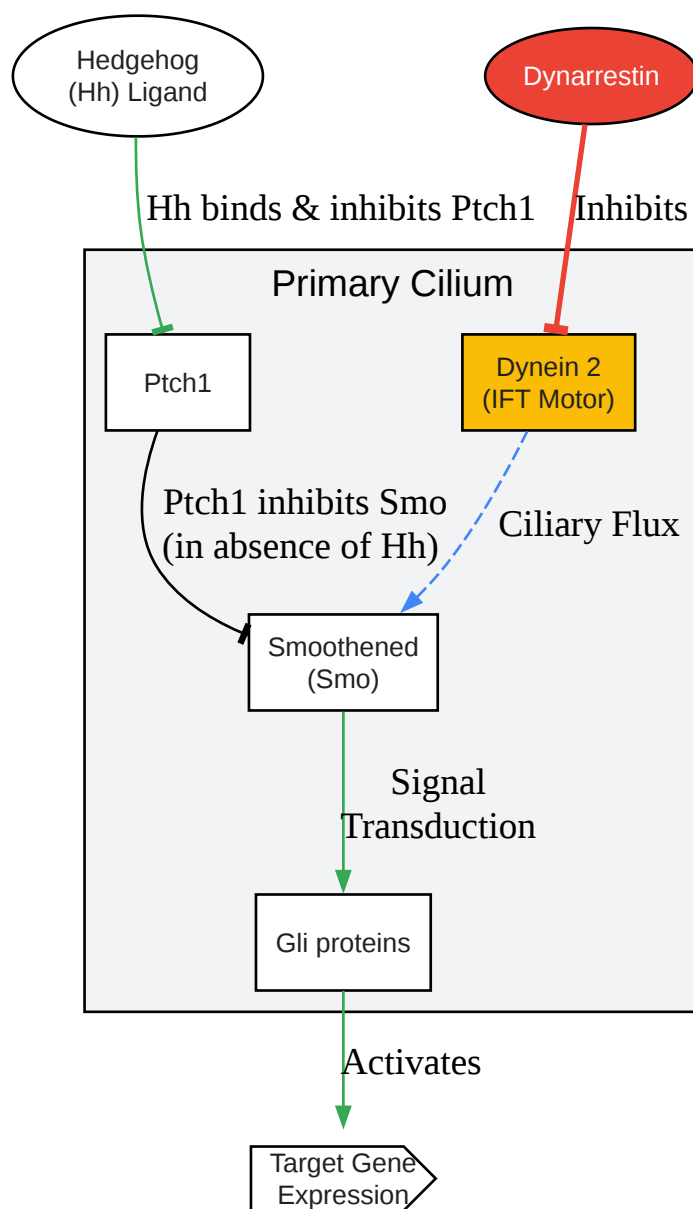 Hedgehog
(Hh) Ligand
Dynarrestin
Hh binds & inhibits Ptch1
Inhibits
Primary Cilium
Ptch1
Dynein 2
(IFT Motor)
Ptch1 inhibits Smo
(in absence of Hh)
Ciliary Flux
Smoothened
(Smo)
Signal
Transduction
Gli proteins
Activates
Target Gene
Expression